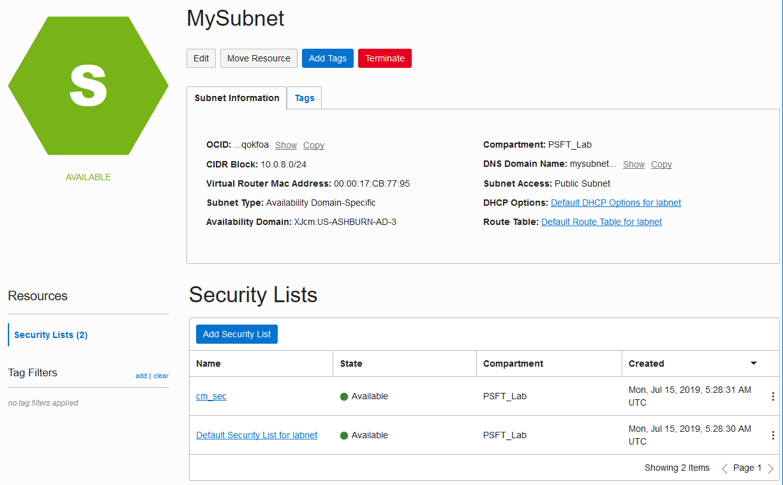 MySubnet
S
AVAILABLE
Edit
Move Resource
Add Tags
Terminate
Subnet Information
Tags
OCID: ...qokfoa Show Copy
CIDR Block: 10.0.8.0/24
Virtual Router Mac Address: 00:00:17:CB:77:95
Subnet Type: Availability Domain-Specific
Availability Domain: XJcm:US-ASHBURN-AD-3
Compartment: PSFT_Lab
DNS Domain Name: mysubnet... Show Copy
Subnet Access: Public Subnet
DHCP Options: Default DHCP Options for labnet
Route Table: Default Route Table for labnet
Resources
Security Lists (2)
Tag Filters
add | clear
no tag filters applied
Security Lists
Add Security List
Name State Compartment Created
cm_sec Available PSFT_Lab Mon, Jul 15, 2019, 5:28:31 AM
UTC
Default Security List for labnet Available PSFT_Lab Mon, Jul 15, 2019, 5:28:30 AM
UTC
Showing 2 Items Page 1